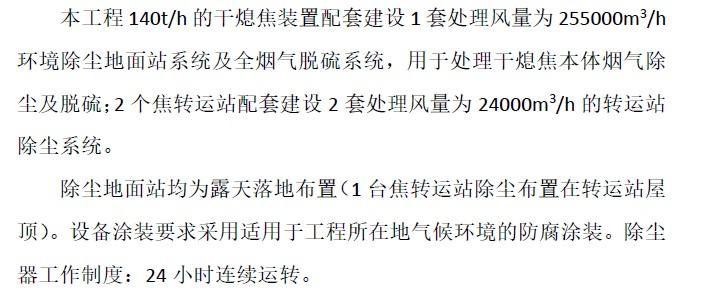 本工程 140t/h 的干熄焦装置配套建设 1 套处理风量为 255000m³/h
环境除尘地面站系统及全烟气脱硫系统，用于处理干熄焦本体烟气除
尘及脱硫；2 个焦转运站配套建设 2 套处理风量为 24000m³/h 的转运站
除尘系统。
除尘地面站均为露天落地布置（1 台焦转运站除尘布置在转运站屋
顶）。设备涂装要求采用适用于工程所在地气候环境的防腐涂装。除尘
器工作制度：24 小时连续运转。